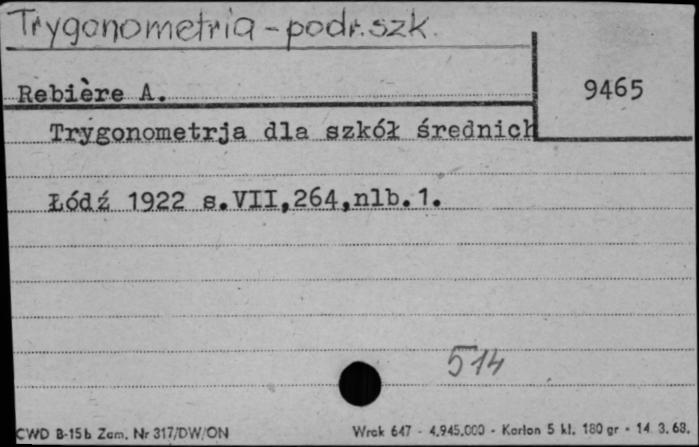 Trygonometria - podr. szk.
Rebière A.
9465
Trygonometrja dla szkół średnich
Łódź 1922 s.VII,264,nlb.1.
514
CWD B-15b Zam. Nr 317/DW/ON
Wrak 647 - 4.945.000 - Karton 5 kl. 180 gr - 14. 3. 68.